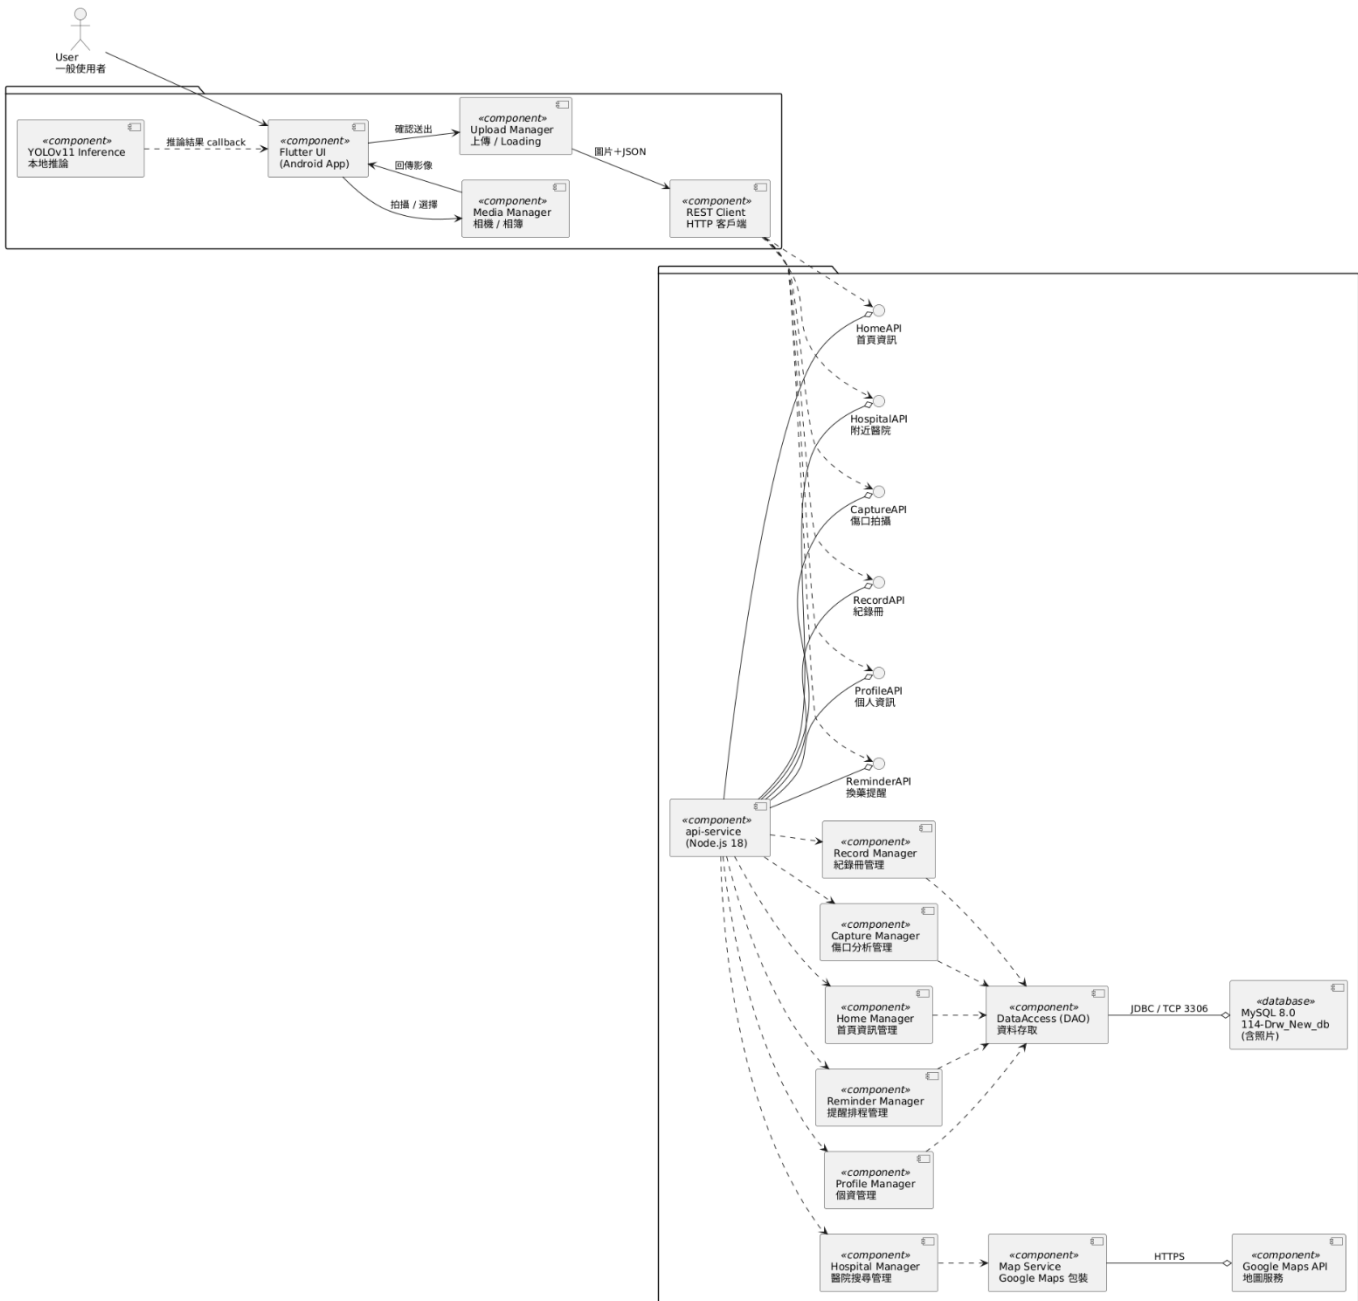 User
一般使用者
«component»
YOLOv11 Inference
本地推論
推論結果 callback
«component»
Flutter UI
(Android App)
確認送出
回傳影像
拍攝 / 選擇
«component»
Upload Manager
上傳 / Loading
«component»
Media Manager
相機 / 相簿
圖片+JSON
«component»
REST Client
HTTP 客戶端
HomeAPI
首頁資訊
HospitalAPI
附近醫院
CaptureAPI
傷口拍攝
RecordAPI
紀錄冊
ProfileAPI
個人資訊
ReminderAPI
換藥提醒
«component»
api-service
(Node.js 18)
«component»
Record Manager
紀錄冊管理
«component»
Capture Manager
傷口分析管理
«component»
Home Manager
首頁資訊管理
«component»
DataAccess (DAO)
資料存取
JDBC / TCP 3306
«database»
MySQL 8.0
114-Drw_New_db
(含照片)
«component»
Reminder Manager
提醒排程管理
«component»
Profile Manager
個資管理
«component»
Hospital Manager
醫院搜尋管理
«component»
Map Service
Google Maps 包裝
HTTPS
«component»
Google Maps API
地圖服務